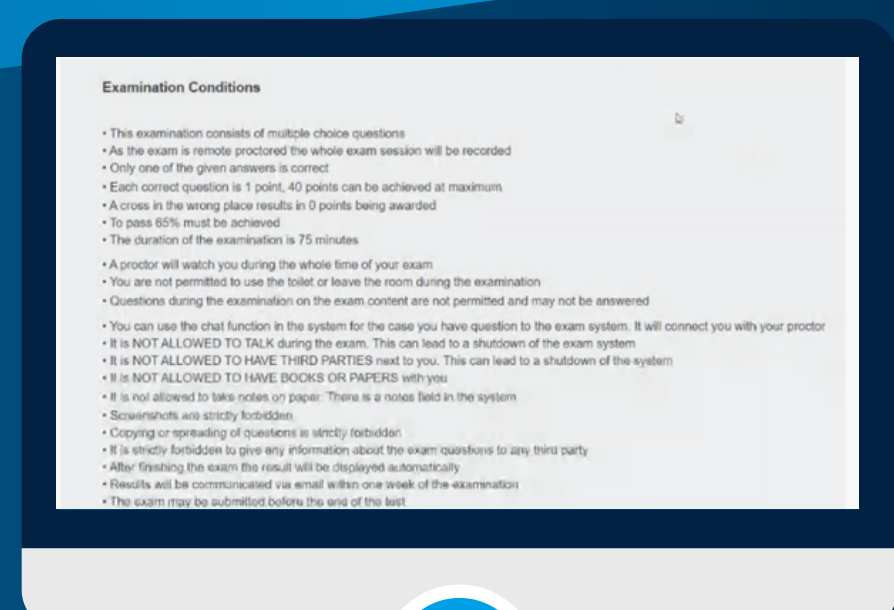 Examination Conditions
• This examination consists of multiple choice questions
• As the exam is remote proctored the whole exam session will be recorded
• Only one of the given answers is correct
• Each correct question is 1 point, 40 points can be achieved at maximum
• A cross in the wrong place results in 0 points being awarded
• To pass 65% must be achieved
• The duration of the examination is 75 minutes
• A proctor will watch you during the whole time of your exam
• You are not permitted to use the toilet or leave the room during the examination
• Questions during the examination on the exam content are not permitted and may not be answered
• You can use the chat function in the system for the case you have question to the exam system. It will connect you with your proctor
• It is NOT ALLOWED TO TALK during the exam. This can lead to a shutdown of the exam system
• It is NOT ALLOWED TO HAVE THIRD PARTIES next to you. This can lead to a shutdown of the system
• It is NOT ALLOWED TO HAVE BOOKS OR PAPERS with you
• It is not allowed to take notes on paper. There is a notes field in the system
• Screenshots are strictly forbidden
• Copying or spreading of questions is strictly forbidden
• It is strictly forbidden to give any information about the exam questions to any third party
• After finishing the exam the result will be displayed automatically
• Results will be communicated via email within one week of the examination
• The exam may be submitted before the end of the test